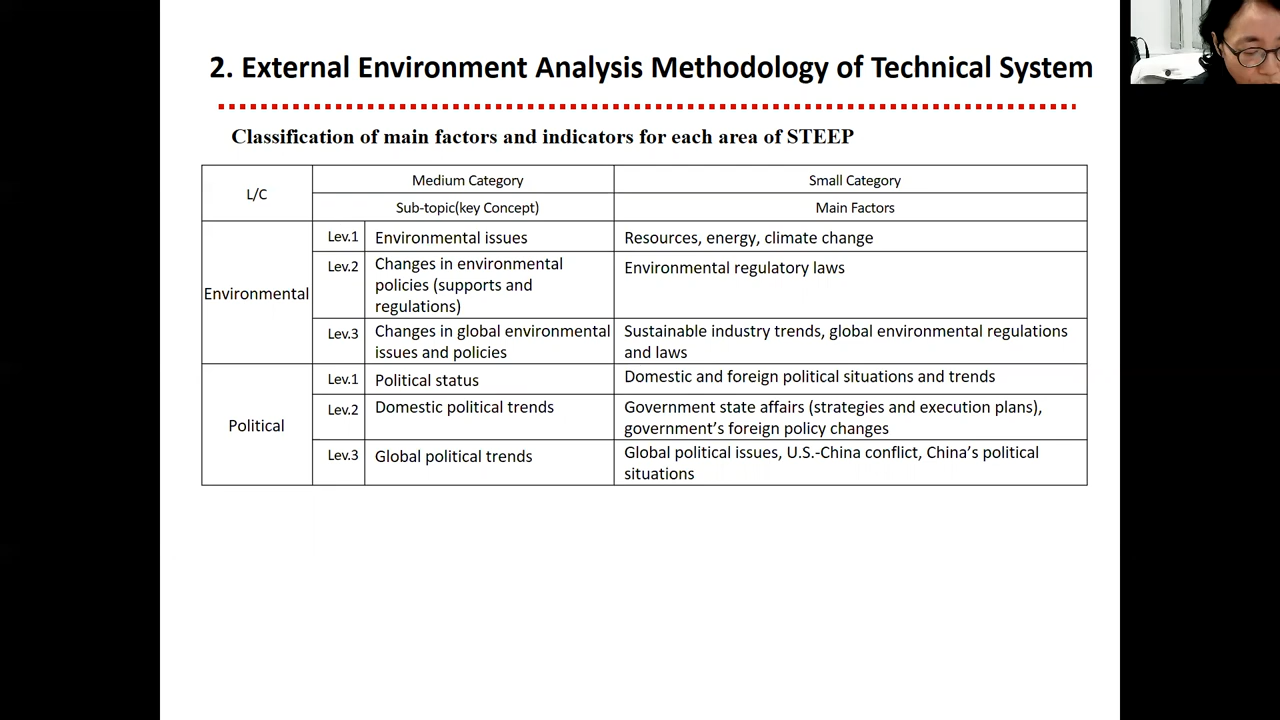 2. External Environment Analysis Methodology of Technical System
Classification of main factors and indicators for each area of STEEP
L/C
Medium Category
Small Category
Sub-topic(key Concept)
Main Factors
Environmental
Lev.1
Environmental issues
Resources, energy, climate change
Lev.2
Changes in environmental
policies (supports and
regulations)
Environmental regulatory laws
Lev.3
Changes in global environmental
issues and policies
Sustainable industry trends, global environmental regulations
and laws
Political
Lev.1
Political status
Domestic and foreign political situations and trends
Lev.2
Domestic political trends
Government state affairs (strategies and execution plans),
government’s foreign policy changes
Lev.3
Global political trends
Global political issues, U.S.-China conflict, China’s political
situations